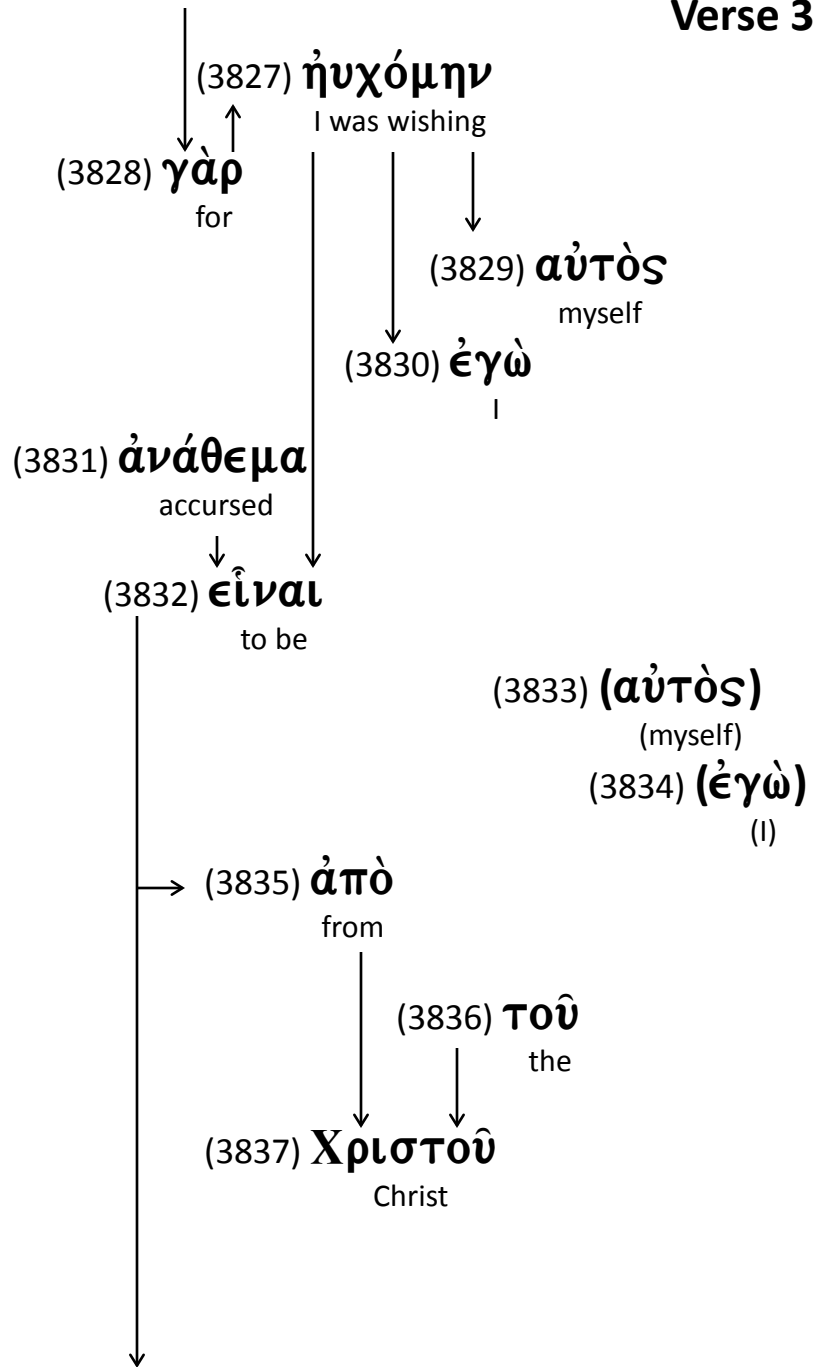 Verse 3
(3827) ηὐχόμην
I was wishing
(3828) γὰρ
for
(3829) αὐτὸς
myself
(3830) ἐγὼ
I
(3831) ἀνάθεμα
accursed
(3832) εἶναι
to be
(3833) (αὐτὸς)
(myself)
(3834) (ἐγὼ)
(I)
(3835) ἀπὸ
from
(3836) τοῦ
the
(3837) Χριστοῦ
Christ